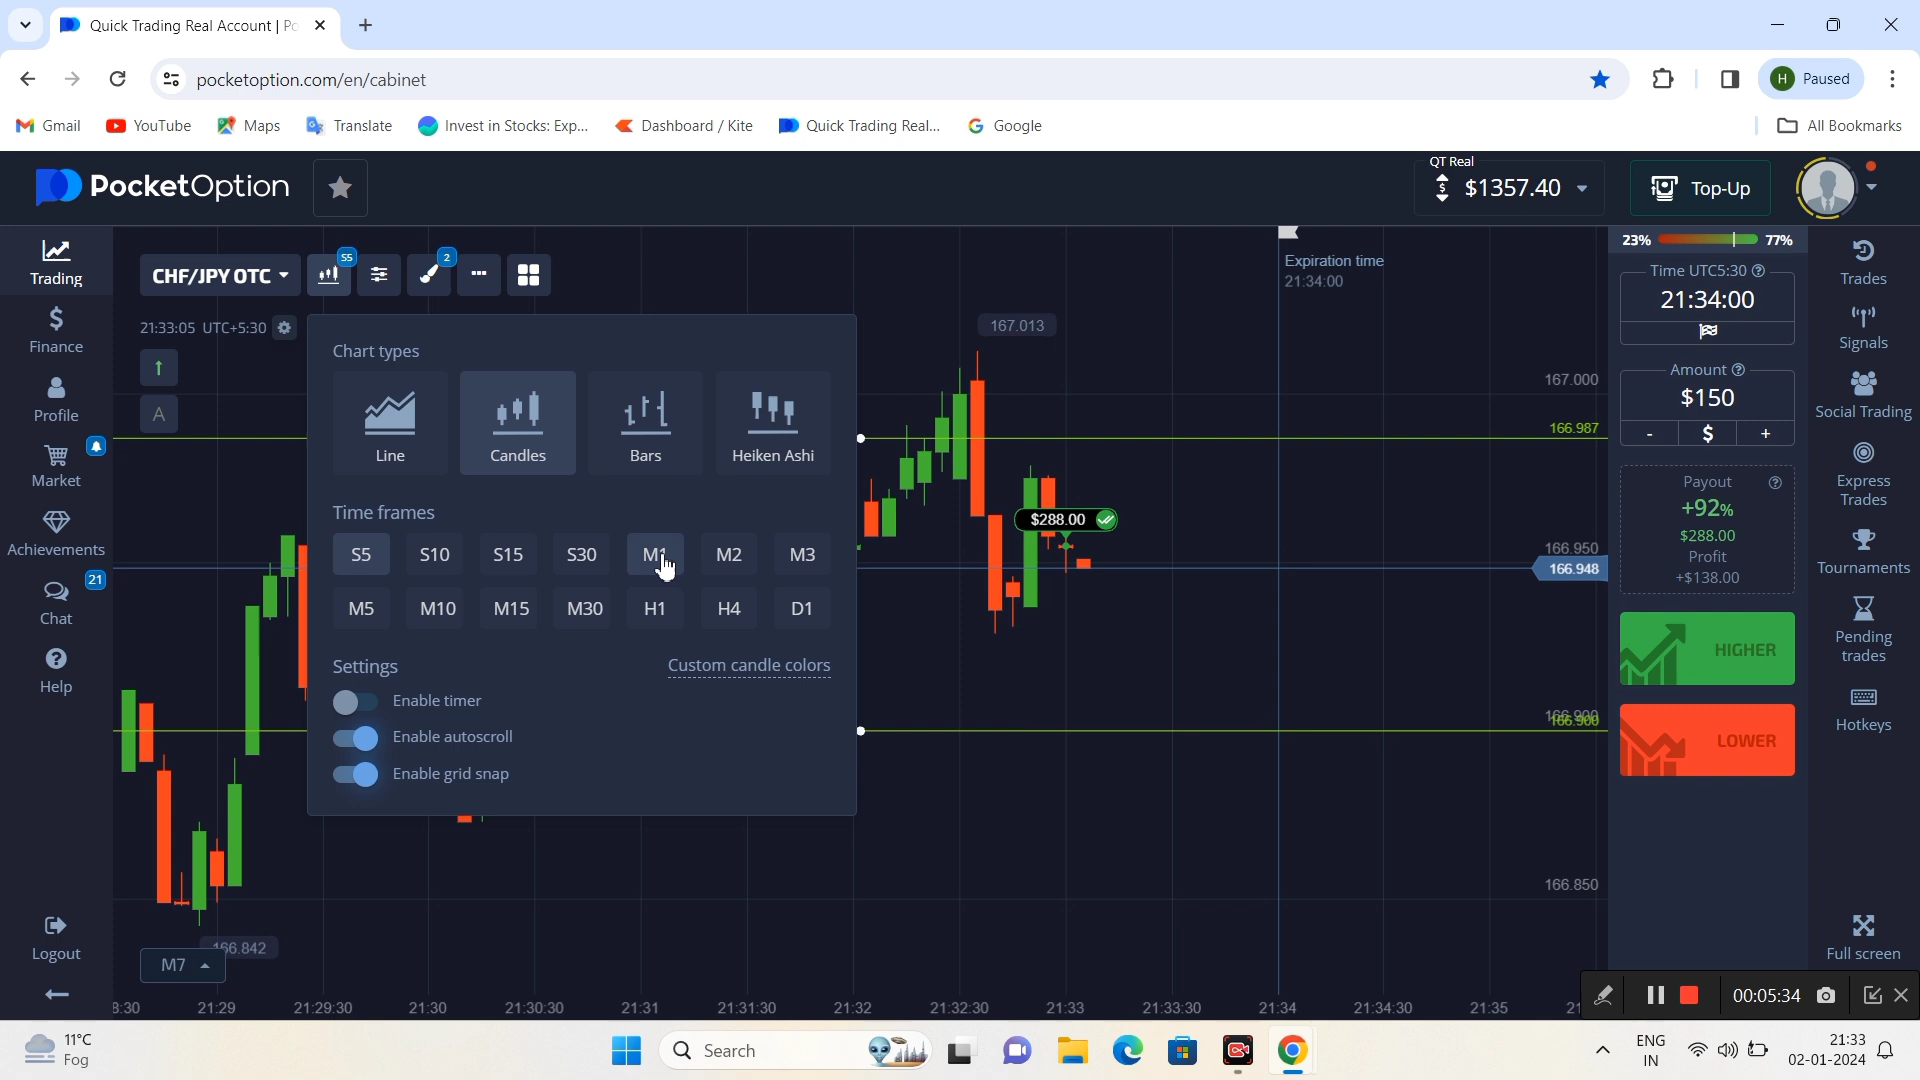 Quick Trading Real Account | Po
pocketoption.com/en/cabinet
H Paused
Gmail YouTube Maps Translate Invest in Stocks: Exp... Dashboard / Kite Quick Trading Real... Google All Bookmarks
PocketOption
QT Real
$1357.40
Top-Up
Trading
Finance
Profile
Market
Achievements
21
Chat
Help
Logout
CHF/JPY OTC
S5
2
21:33:05 UTC+5:30
A
Chart types
Line Candles Bars Heiken Ashi
Time frames
S5 S10 S15 S30 M1 M2 M3
M5 M10 M15 M30 H1 H4 D1
Settings Custom candle colors
Enable timer
Enable autoscroll
Enable grid snap
Expiration time
21:34:00
167.013
167.000
166.987
$288.00
166.950
166.948
166.900
166.850
166.842
M7
8:30 21:29 21:29:30 21:30 21:30:30 21:31 21:31:30 21:32 21:32:30 21:33 21:33:30 21:34 21:34:30 21:35
23% 77%
Time UTC5:30
21:34:00
Amount
$150
- $ +
Payout
+92%
$288.00
Profit
+$138.00
HIGHER
LOWER
Trades
Signals
Social Trading
Express
Trades
Tournaments
Pending
trades
Hotkeys
Full screen
00:05:34
11°C
Fog
Search
ENG
IN
21:33
02-01-2024